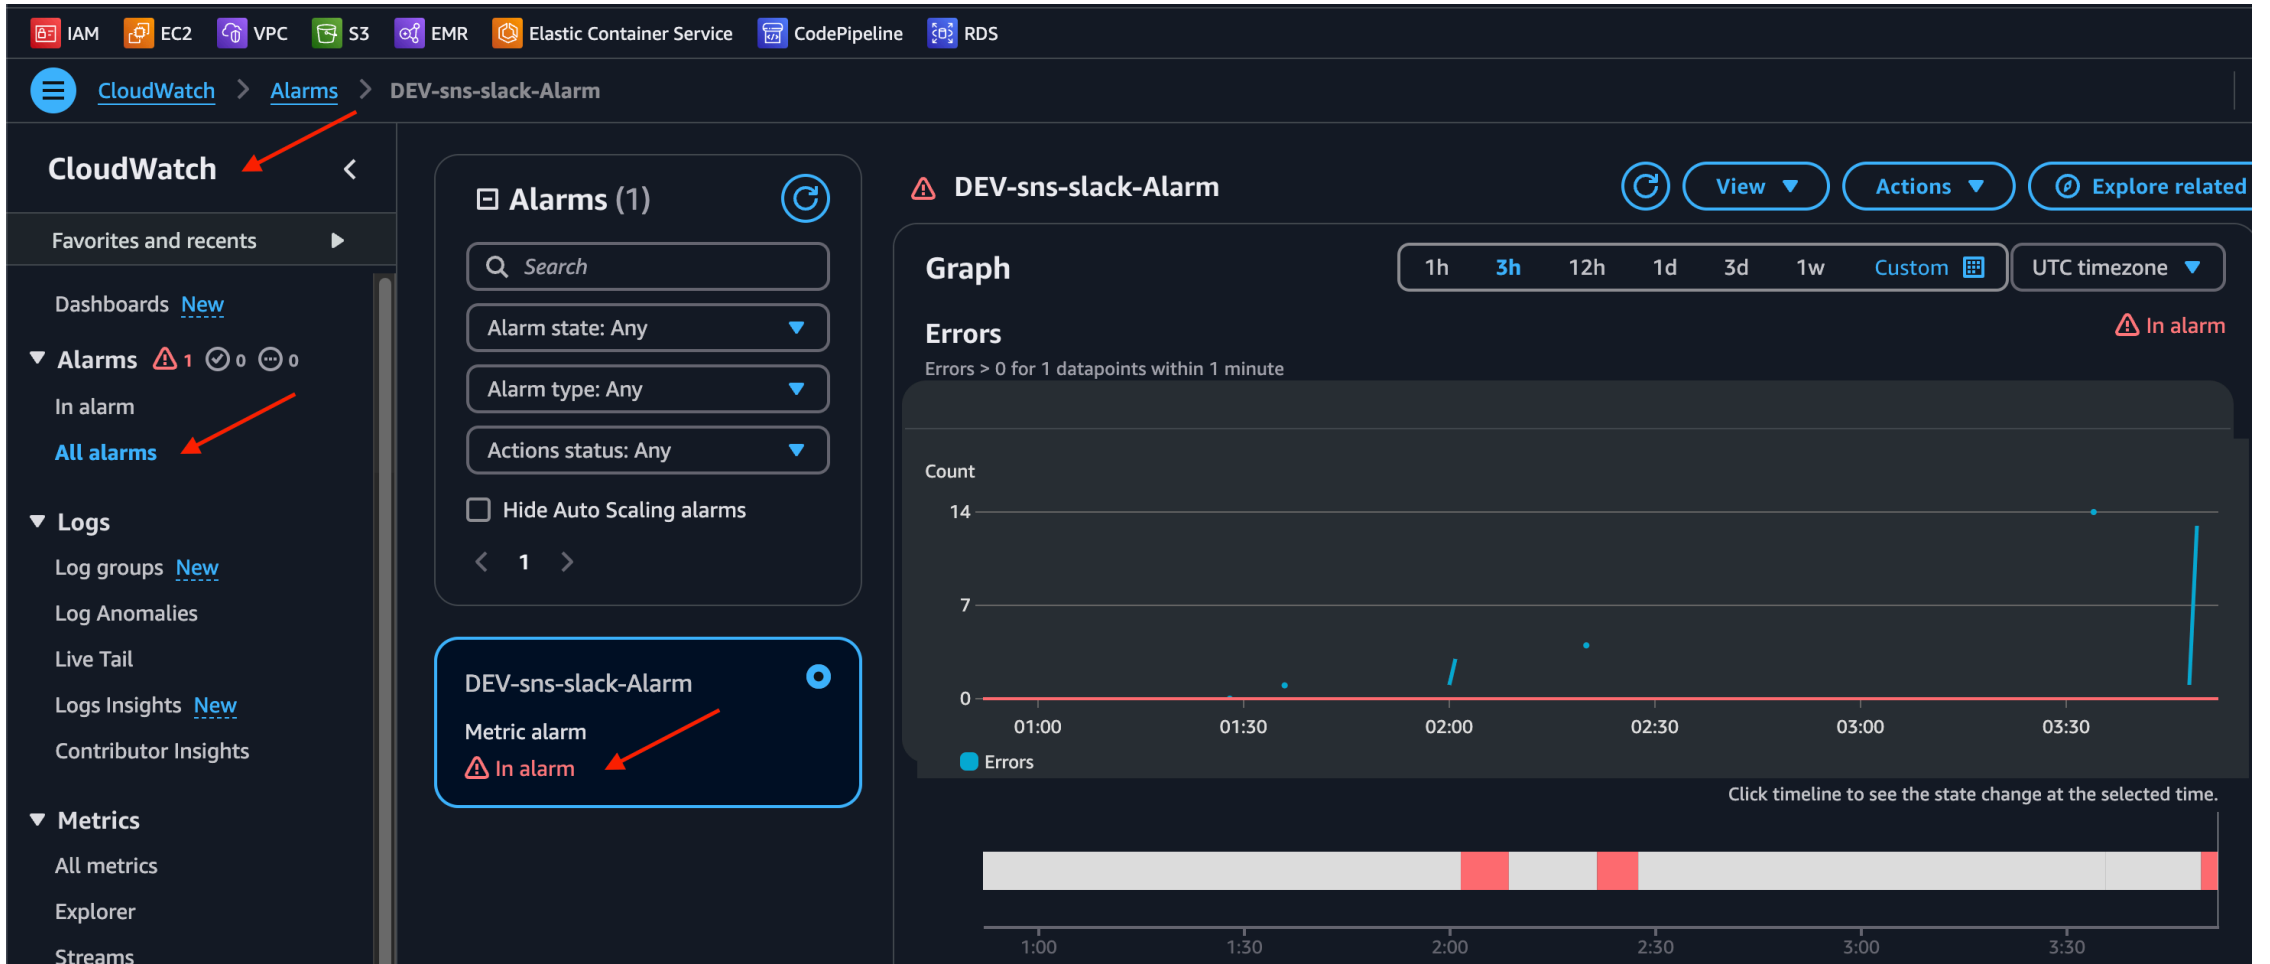 IAM EC2 VPC S3 EMR Elastic Container Service CodePipeline RDS
CloudWatch Alarms DEV-sns-slack-Alarm
CloudWatch
Favorites and recents
Dashboards New
Alarms 1 0 0
In alarm
All alarms
Logs
Log groups New
Log Anomalies
Live Tail
Logs Insights New
Contributor Insights
Metrics
All metrics
Explorer
Streams
Alarms (1)
Search
Alarm state: Any
Alarm type: Any
Actions status: Any
Hide Auto Scaling alarms
1
DEV-sns-slack-Alarm
Metric alarm
In alarm
DEV-sns-slack-Alarm
View Actions Explore related
Graph
1h 3h 12h 1d 3d 1w Custom UTC timezone
Errors
In alarm
Errors > 0 for 1 datapoints within 1 minute
Count
14
7
0
01:00 01:30 02:00 02:30 03:00 03:30
Errors
Click timeline to see the state change at the selected time.
1:00 1:30 2:00 2:30 3:00 3:30